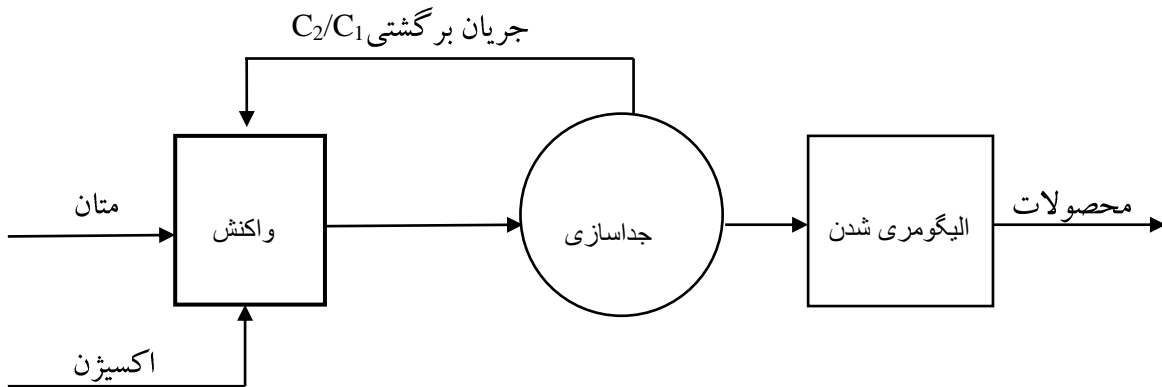 جریان برگشتی C₂/C₁
متان
واکنش
جداسازی
الیگومری شدن
محصولات
اکسیژن